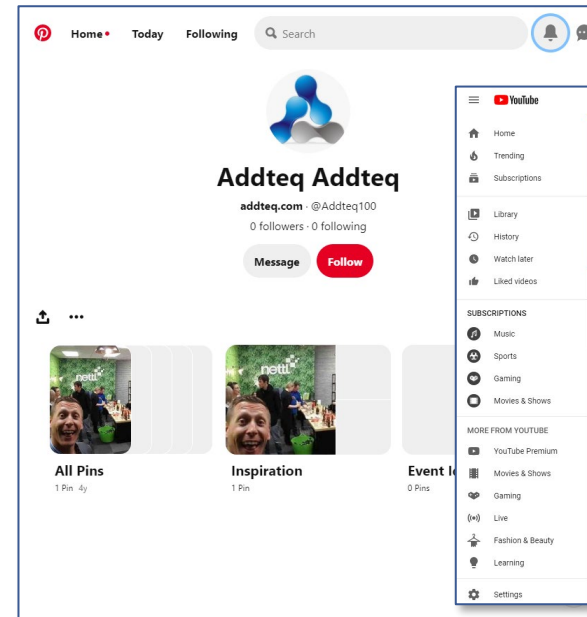 Home
Today
Following
Search
Addteq Addteq
addteq.com · @Addteq100
0 followers · 0 following
Message
Follow
nettl
nettl
All Pins
1 Pin 4y
Inspiration
1 Pin
Event
0 Pins
YouTube
Home
Trending
Subscriptions
Library
History
Watch later
Liked videos
SUBSCRIPTIONS
Music
Sports
Gaming
Movies & Shows
MORE FROM YOUTUBE
YouTube Premium
Movies & Shows
Gaming
Live
Fashion & Beauty
Learning
Settings